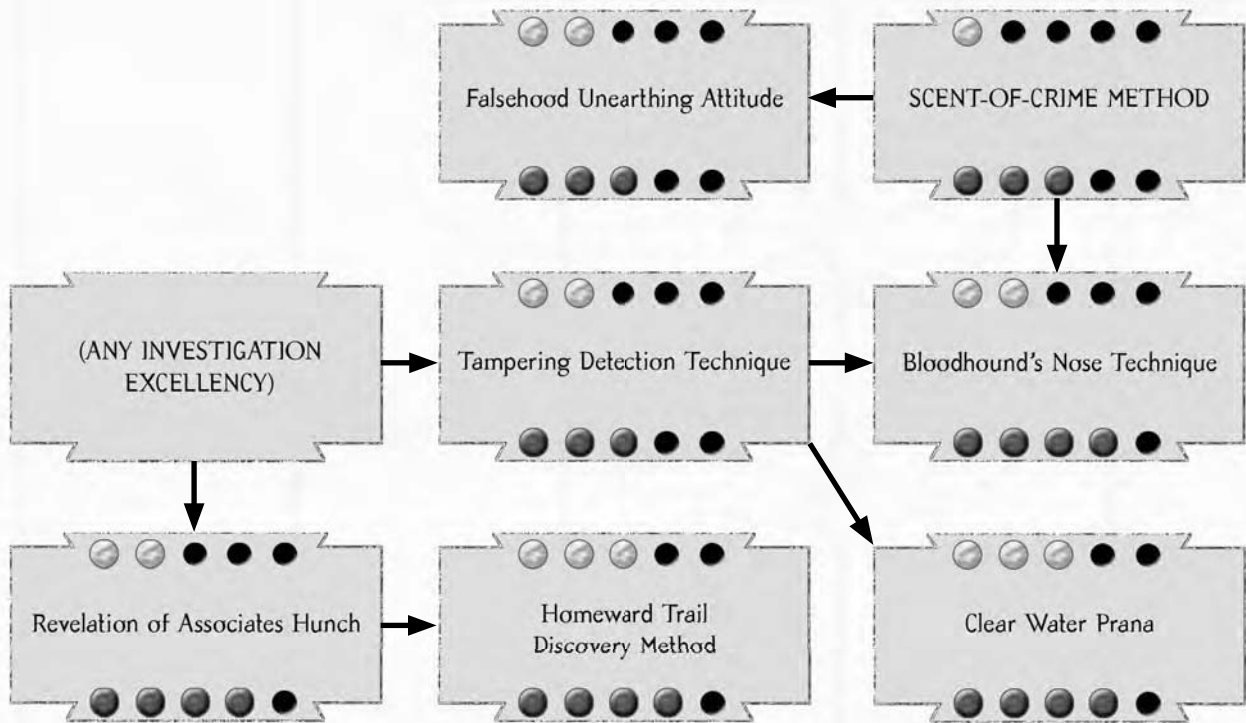 Falsehood Unearthing Attitude
SCENT-OF-CRIME METHOD
(ANY INVESTIGATION
EXCELLENCY)
Tampering Detection Technique
Bloodhound's Nose Technique
Revelation of Associates Hunch
Homeward Trail
Discovery Method
Clear Water Prana